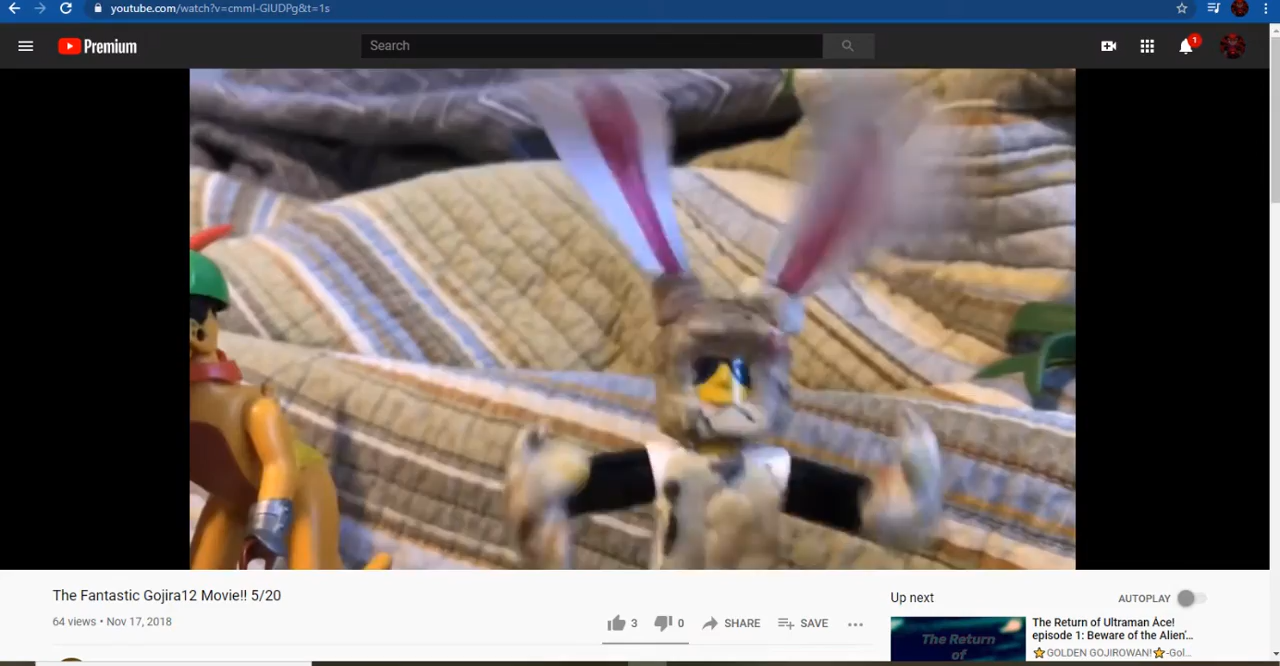 youtube.com/watch?v=cmmI-GIUDPg&t=1s
Premium
Search
1
The Fantastic Gojira12 Movie!! 5/20
64 views • Nov 17, 2018
3
0
SHARE
SAVE
Up next
AUTOPLAY
The Return of
The Return of Ultraman Ace!
episode 1: Beware of the Alien'...
⭐GOLDEN GOJIROWAN!⭐-Gol...